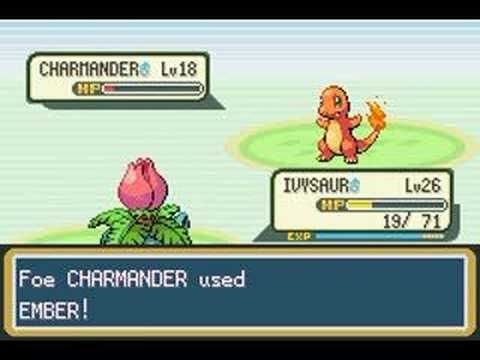 CHARMANDER♂ Lv18
HP
IVYSAUR♂ Lv26
HP
19/ 71
EXP
Foe CHARMANDER used
EMBER!